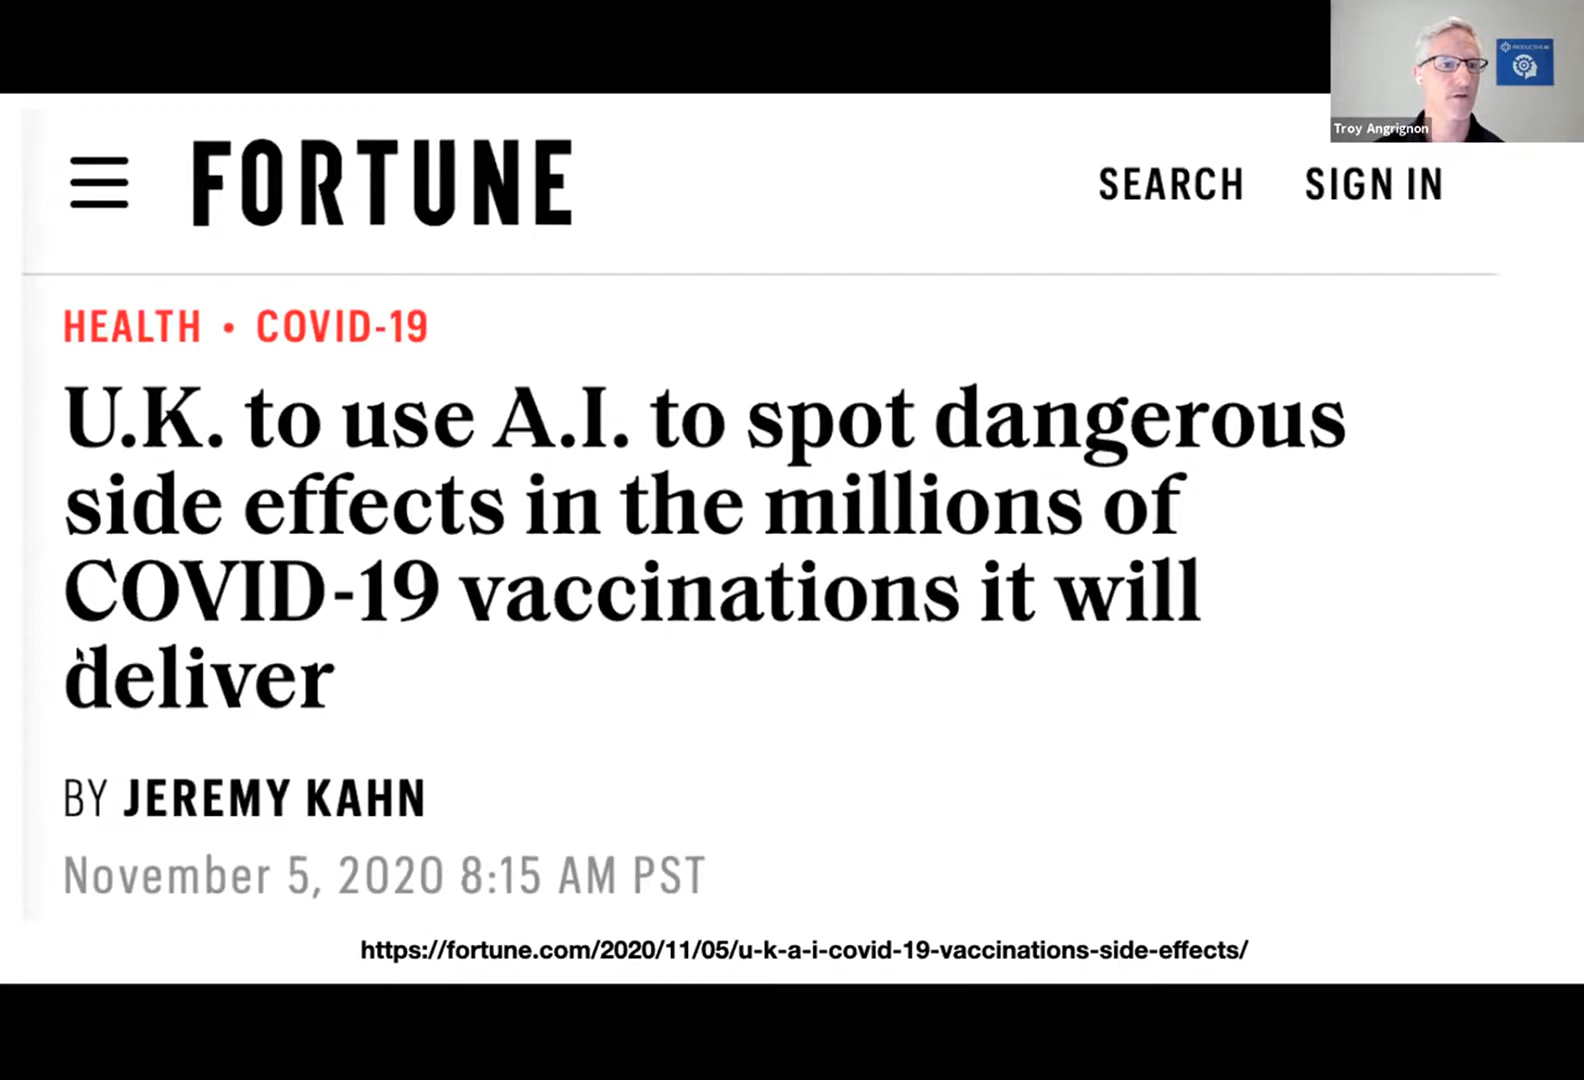 PRODUCTIVE AI
Troy Angrignon
FORTUNE
SEARCH
SIGN IN
HEALTH • COVID-19
U.K. to use A.I. to spot dangerous
side effects in the millions of
COVID-19 vaccinations it will
deliver
BY JEREMY KAHN
November 5, 2020 8:15 AM PST
https://fortune.com/2020/11/05/u-k-a-i-covid-19-vaccinations-side-effects/